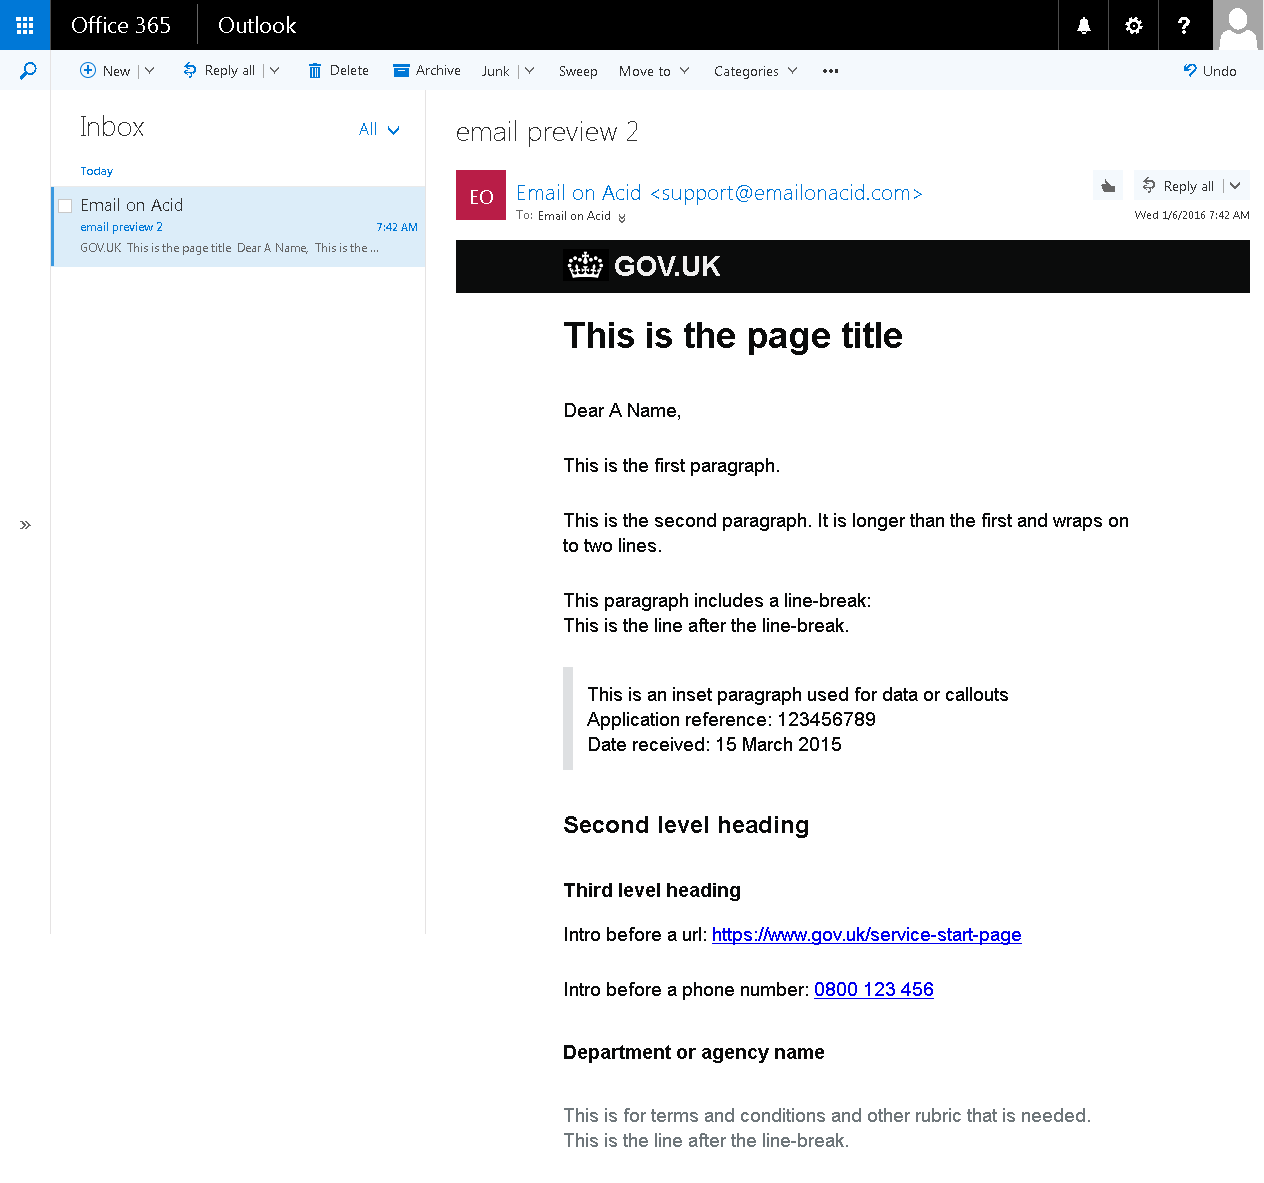 Office 365 Outlook ?
New Reply all Delete Archive Junk Sweep Move to Categories ••• Undo
Inbox All
Today
Email on Acid
email preview 2 7:42 AM
GOV.UK This is the page title Dear A Name, This is the ...
»
email preview 2
EO
Email on Acid <support@emailonacid.com>
To: Email on Acid
Reply all
Wed 1/6/2016 7:42 AM
GOV.UK
This is the page title
Dear A Name,
This is the first paragraph.
This is the second paragraph. It is longer than the first and wraps on
to two lines.
This paragraph includes a line-break:
This is the line after the line-break.
This is an inset paragraph used for data or callouts
Application reference: 123456789
Date received: 15 March 2015
Second level heading
Third level heading
Intro before a url: https://www.gov.uk/service-start-page
Intro before a phone number: 0800 123 456
Department or agency name
This is for terms and conditions and other rubric that is needed.
This is the line after the line-break.